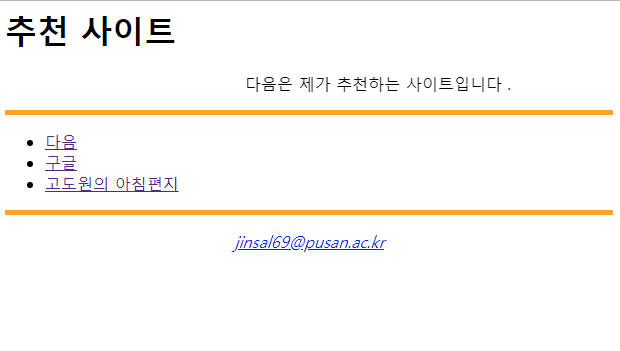 추천 사이트
다음은 제가 추천하는 사이트입니다 .
다음
구글
고도원의 아침편지
jinsal69@pusan.ac.kr